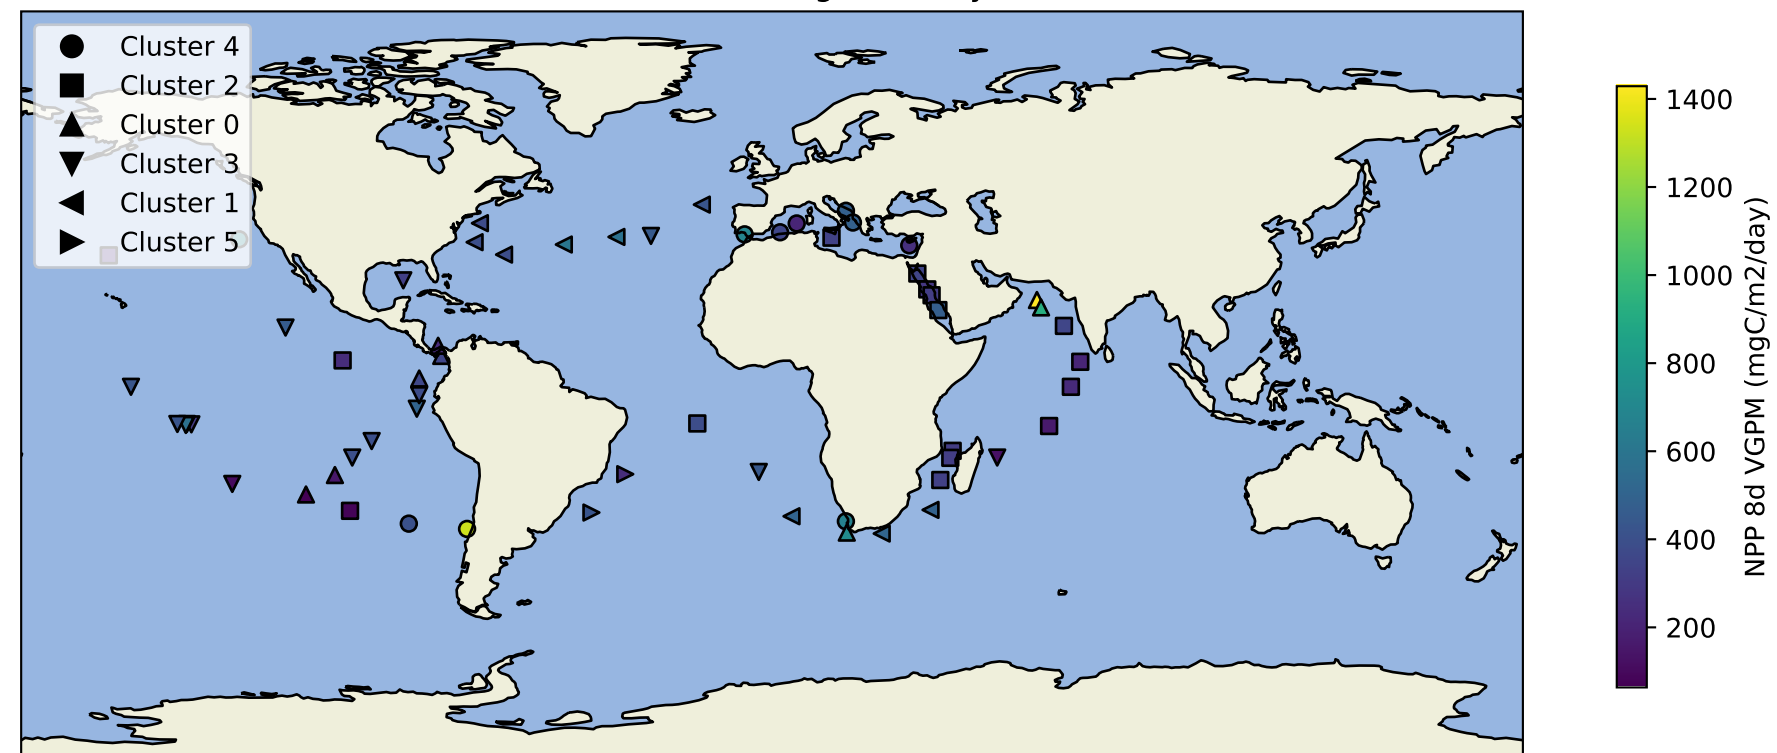 Cluster 4
Cluster 2
Cluster 0
Cluster 3
Cluster 1
Cluster 5
1400
1200
1000
800
600
400
200
NPP 8d VGPM (mgC/m2/day)